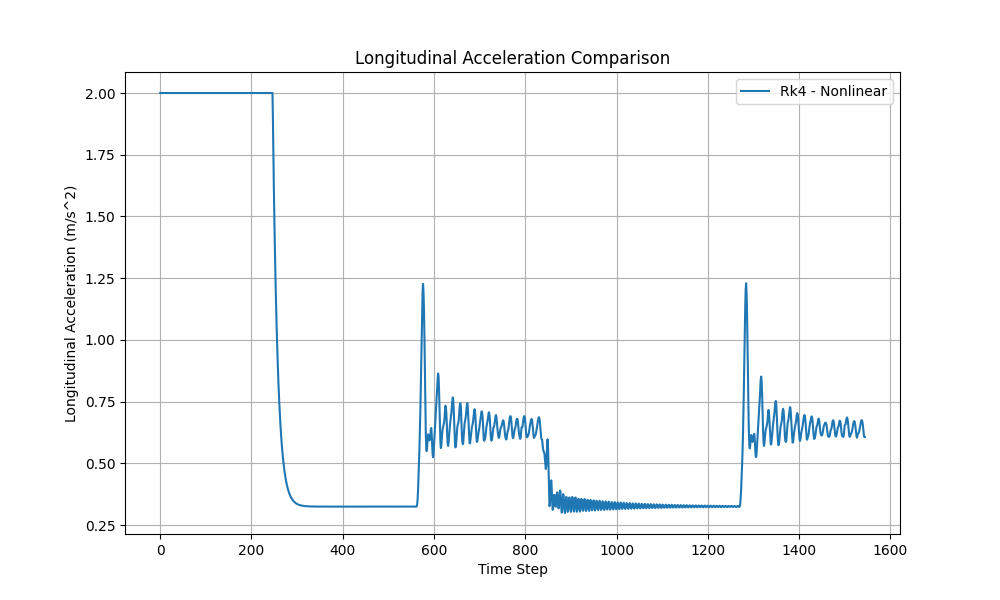 Longitudinal Acceleration Comparison
Rk4 - Nonlinear
Longitudinal Acceleration (m/s^2)
2.00
1.75
1.50
1.25
1.00
0.75
0.50
0.25
0 200 400 600 800 1000 1200 1400 1600
Time Step